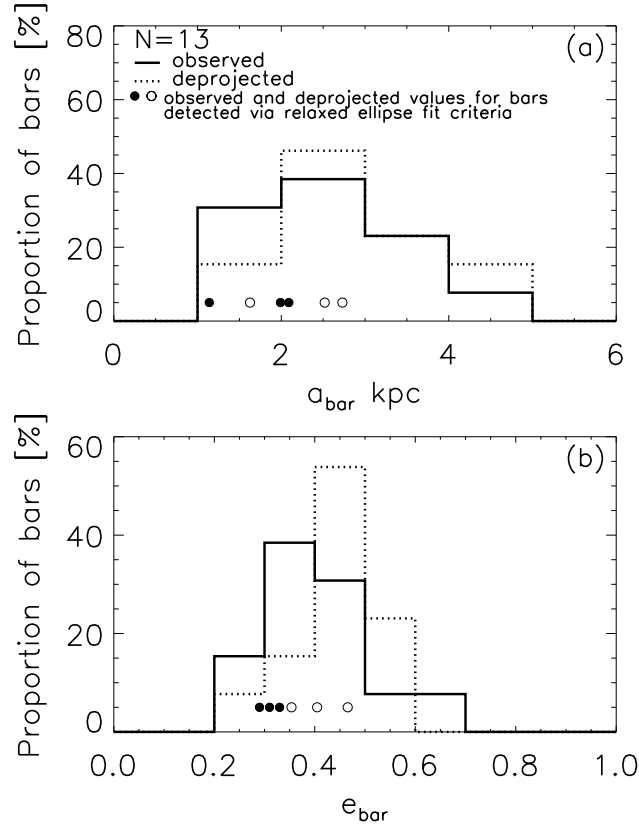 80
60
40
20
0
Proportion of bars [%]
N=13
observed
deprojected
observed and deprojected values for bars
detected via relaxed ellipse fit criteria
(a)
0 2 4 6
abar kpc
60
40
20
0
Proportion of bars [%]
(b)
0.0 0.2 0.4 0.6 0.8 1.0
ebar